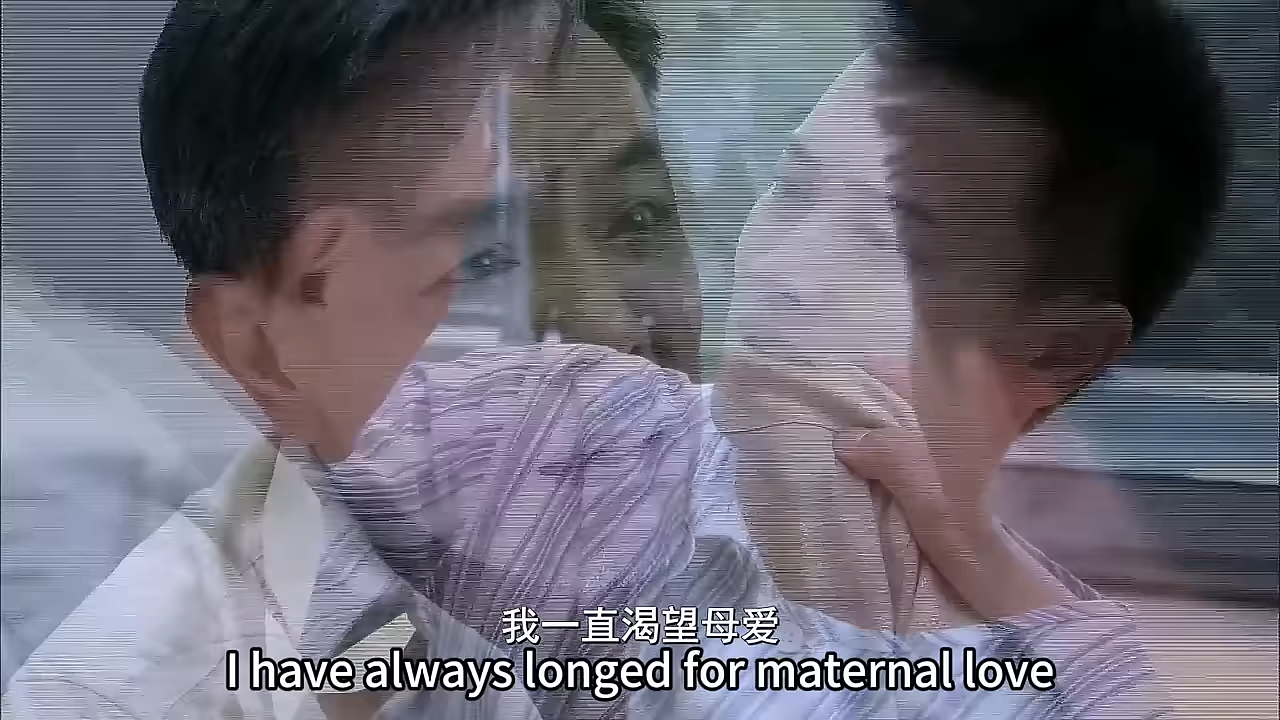 我一直渴望母爱
I have always longed for maternal love